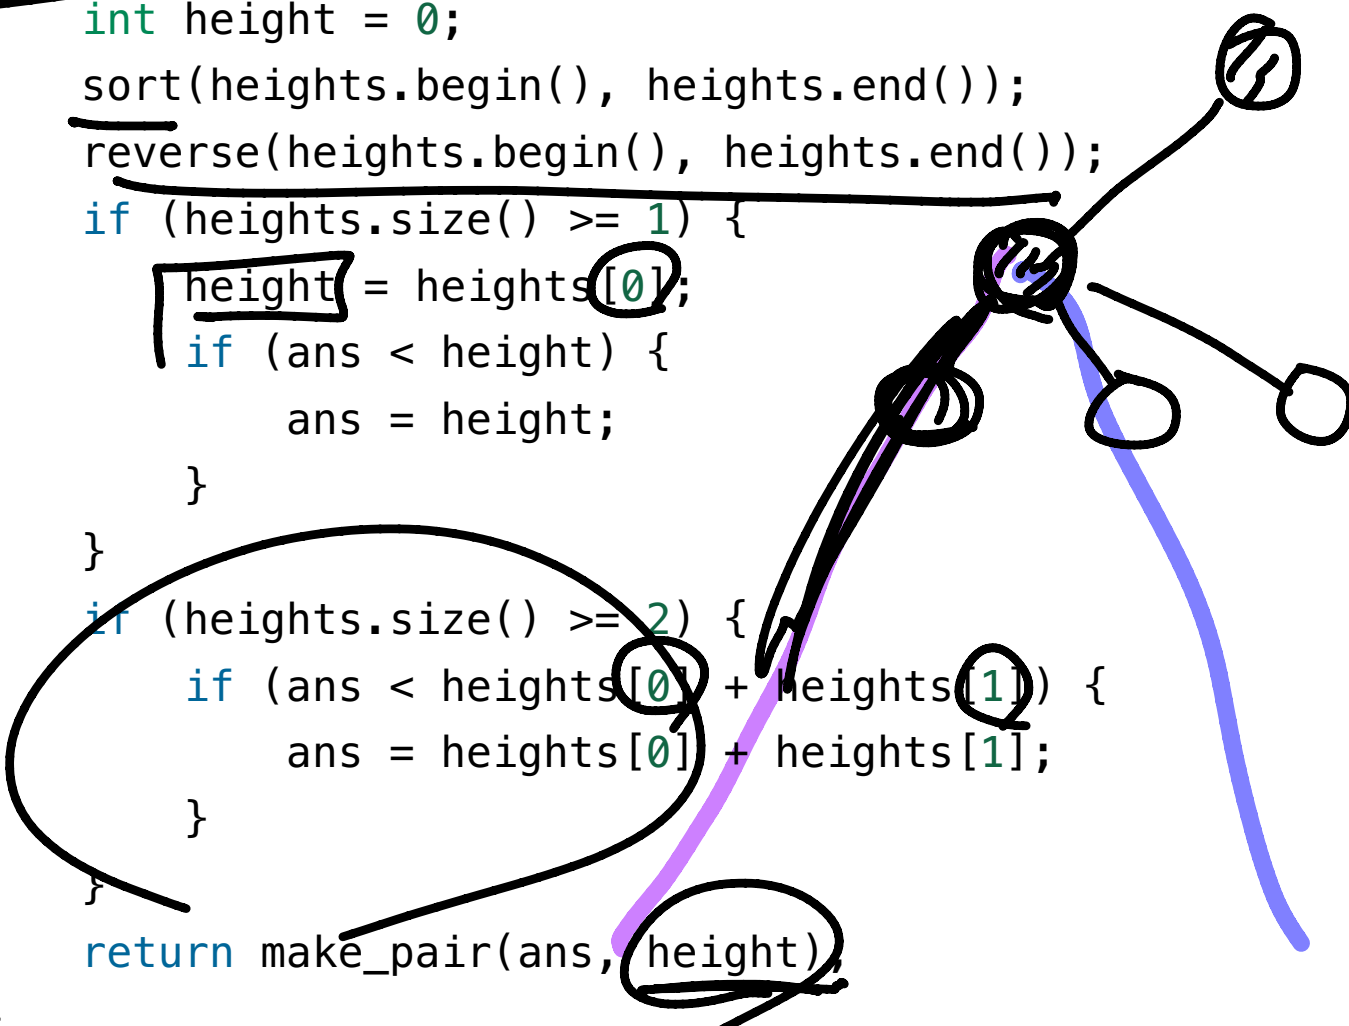 int height = 0;
sort(heights.begin(), heights.end());
reverse(heights.begin(), heights.end());
if (heights.size() >= 1) {
height = heights[0];
if (ans < height) {
ans = height;
}
}
if (heights.size() >= 2) {
if (ans < heights[0] + heights[1]) {
ans = heights[0] + heights[1];
}
}
return make_pair(ans, height);